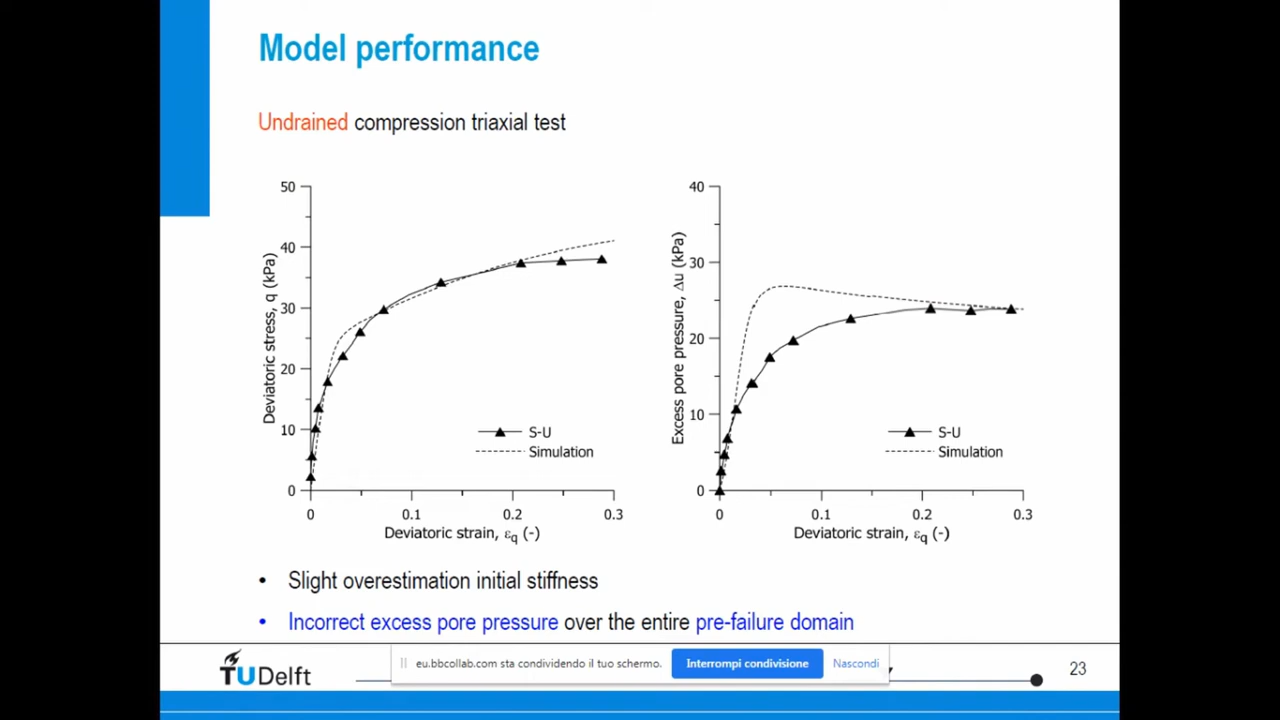 Model performance
Undrained compression triaxial test
50
40
30
20
10
0
Deviatoric stress, q (kPa)
S-U
Simulation
0 0.1 0.2 0.3
Deviatoric strain, εq (-)
40
30
20
10
0
Excess pore pressure, Δu (kPa)
S-U
Simulation
0 0.1 0.2 0.3
Deviatoric strain, εq (-)
• Slight overestimation initial stiffness
• Incorrect excess pore pressure over the entire pre-failure domain
TUDelft
eu.bbcollab.com sta condividendo il tuo schermo. Interrompi condivisione Nascondi
23